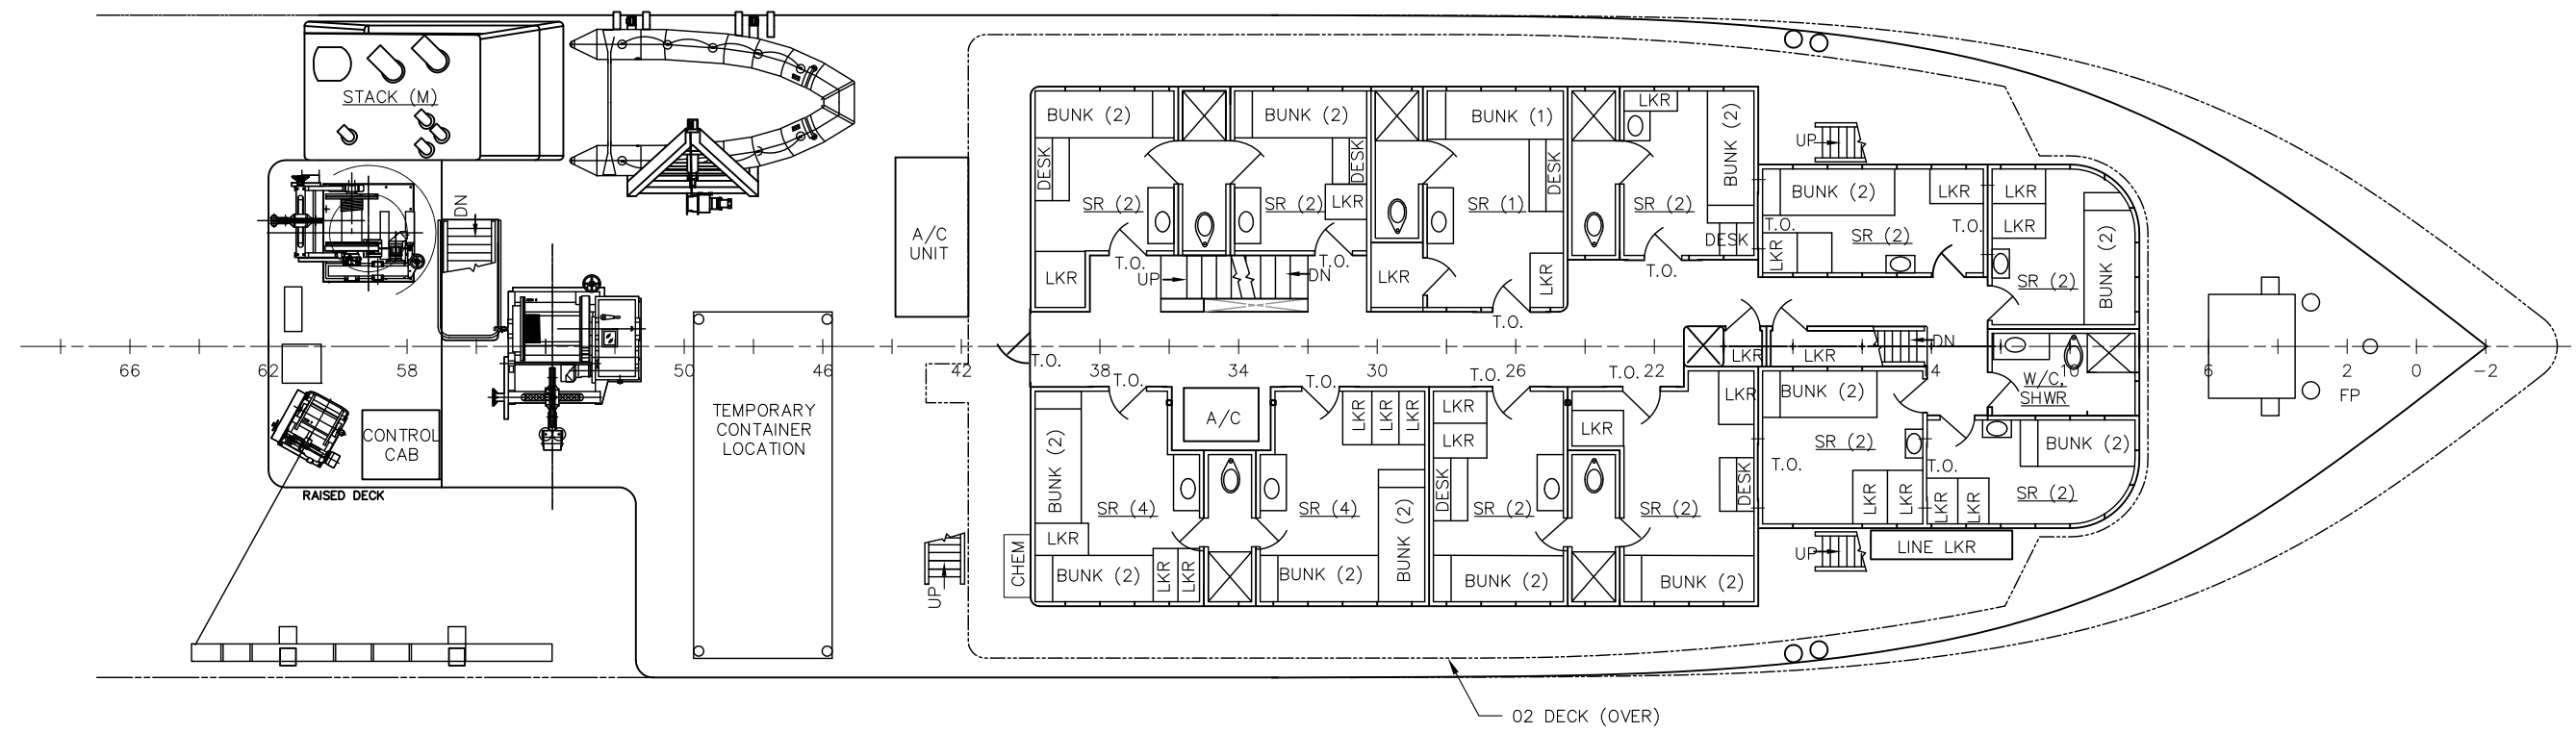 STACK (M)
DN
CONTROL
CAB
RAISED DECK
TEMPORARY
CONTAINER
LOCATION
A/C
UNIT
UP
CHEM
BUNK (2)
DESK
SR (2)
LKR
T.O.
UP
DN
BUNK (2)
DESK
SR (2)
LKR
T.O.
BUNK (1)
DESK
SR (1)
LKR
LKR
T.O.
LKR
BUNK (2)
SR (2)
DESK
T.O.
UP
BUNK (2)
LKR
T.O.
SR (2)
T.O.
LKR
LKR
LKR
BUNK (2)
SR (2)
T.O.
LKR
LKR
DN
W/C,
SHWR
66
62
58
50
46
42
38
34
30
26
22
4
10
6
2
0
-2
FP
T.O.
T.O.
T.O.
T.O.
A/C
BUNK (2)
SR (4)
LKR
BUNK (2)
LKR
LKR
LKR
LKR
LKR
SR (4)
BUNK (2)
BUNK (2)
LKR
LKR
DESK
SR (2)
BUNK (2)
LKR
LKR
SR (2)
DESK
BUNK (2)
BUNK (2)
SR (2)
T.O.
LKR
LKR
BUNK (2)
T.O.
SR (2)
LKR
LKR
UP
LINE LKR
02 DECK (OVER)